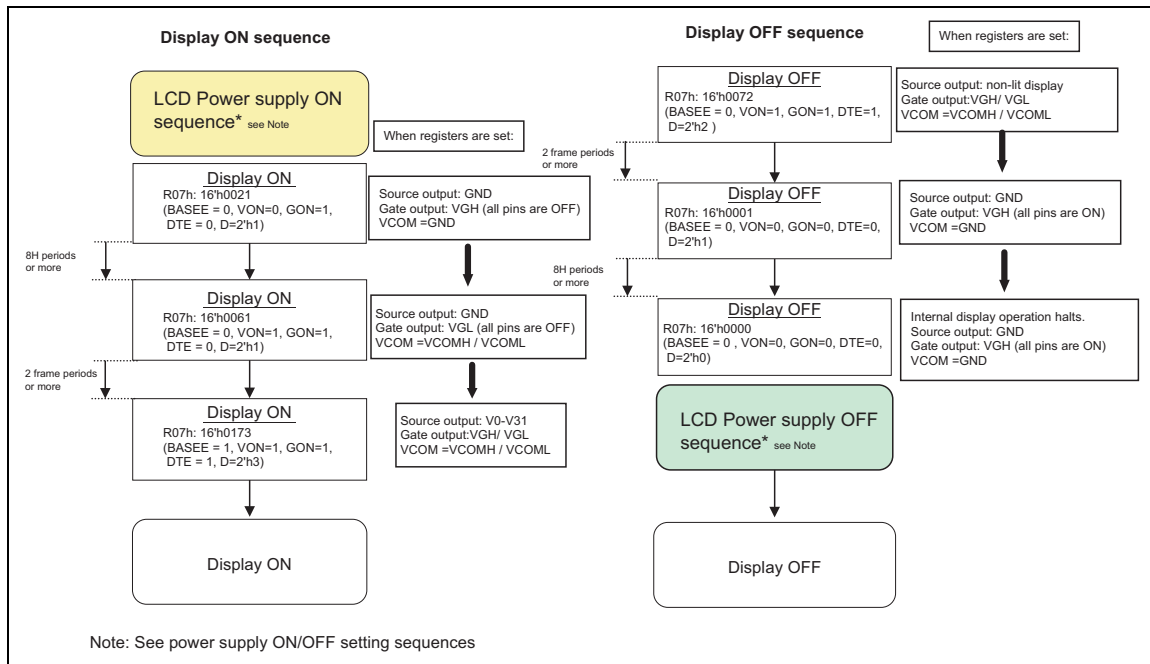 Display ON sequence
LCD Power supply ON
sequence* see Note
When registers are set:
Display ON
R07h: 16'h0021
(BASEE = 0, VON=0, GON=1,
DTE = 0, D=2'h1)
Source output: GND
Gate output: VGH (all pins are OFF)
VCOM =GND
8H periods
or more
Display ON
R07h: 16'h0061
(BASEE = 0, VON=1, GON=1,
DTE = 0, D=2'h1)
Source output: GND
Gate output: VGL (all pins are OFF)
VCOM =VCOMH / VCOML
2 frame periods
or more
Display ON
R07h: 16'h0173
(BASEE = 1, VON=1, GON=1,
DTE = 1, D=2'h3)
Source output: V0-V31
Gate output:VGH/ VGL
VCOM =VCOMH / VCOML
Display ON
Display OFF sequence
When registers are set:
Display OFF
R07h: 16'h0072
(BASEE = 0, VON=1, GON=1, DTE=1,
D=2'h2 )
Source output: non-lit display
Gate output:VGH/ VGL
VCOM =VCOMH / VCOML
2 frame periods
or more
Display OFF
R07h: 16'h0001
(BASEE = 0, VON=0, GON=0, DTE=0,
D=2'h1)
Source output: GND
Gate output: VGH (all pins are ON)
VCOM =GND
8H periods
or more
Display OFF
R07h: 16'h0000
(BASEE = 0 , VON=0, GON=0, DTE=0,
D=2'h0)
Internal display operation halts.
Source output: GND
Gate output: VGH (all pins are ON)
VCOM =GND
LCD Power supply OFF
sequence* see Note
Display OFF
Note: See power supply ON/OFF setting sequences